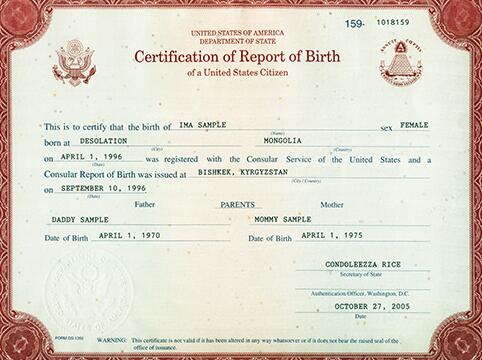 159- 1018159
UNITED STATES OF AMERICA
DEPARTMENT OF STATE
Certification of Report of Birth
of a United States Citizen
ANNUIT CŒPTIS
This is to certify that the birth of IMA SAMPLE sex FEMALE
(Name)
born at DESOLATION MONGOLIA
(City) (Country)
on APRIL 1, 1996 was registered with the Consular Service of the United States and a
(Date)
Consular Report of Birth was issued at BISHKEK, KYRGYZSTAN
(City / Country)
on SEPTEMBER 10, 1996
(Date)
Father PARENTS Mother
DADDY SAMPLE MOMMY SAMPLE
Date of Birth APRIL 1, 1970 Date of Birth APRIL 1, 1975
CONDOLEEZZA RICE
Secretary of State
Authentication Officer, Washington, D.C.
OCTOBER 27, 2005
Date
FORM DS-1350
WARNING: This certificate is not valid if it has been altered in any way whatsoever or if it does not bear the raised seal of the
office of issuance.